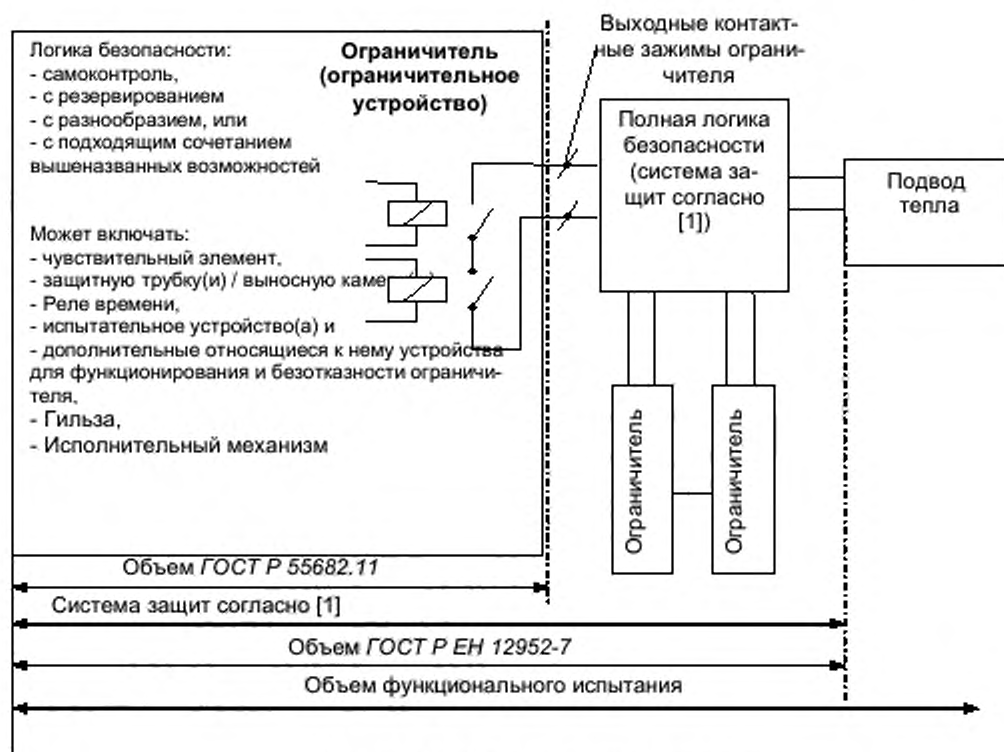 Логика безопасности:
- самоконтроль,
- с резервированием
- с разнообразием, или
- с подходящим сочетанием
вышеназванных возможностей
Ограничитель
(ограничительное
устройство)
Может включать:
- чувствительный элемент,
- защитную трубку(и) / выносную
- Реле времени,
- испытательное устройство(а) и
- дополнительные относящиеся к нему устройства
для функционирования и безотказности ограничи-
теля,
- Гильза,
- Исполнительный механизм
Выходные контакт-
ные зажимы ограни-
чителя
Полная логика
безопасности
(система за-
щит согласно
[1])
Подвод
тепла
Ограничитель
Ограничитель
Объем ГОСТ Р 55682.11
Система защит согласно [1]
Объем ГОСТ Р ЕН 12952-7
Объем функционального испытания